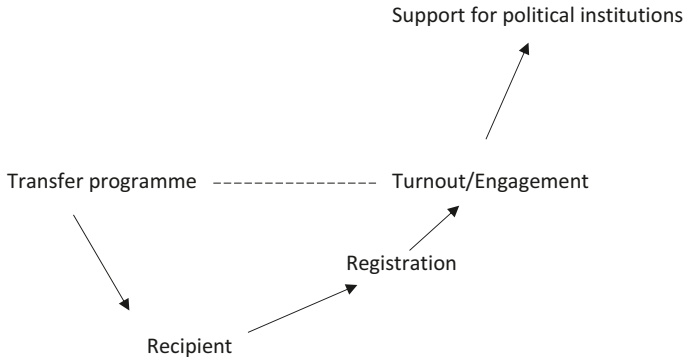 Support for political institutions
Transfer programme
Turnout/Engagement
Registration
Recipient